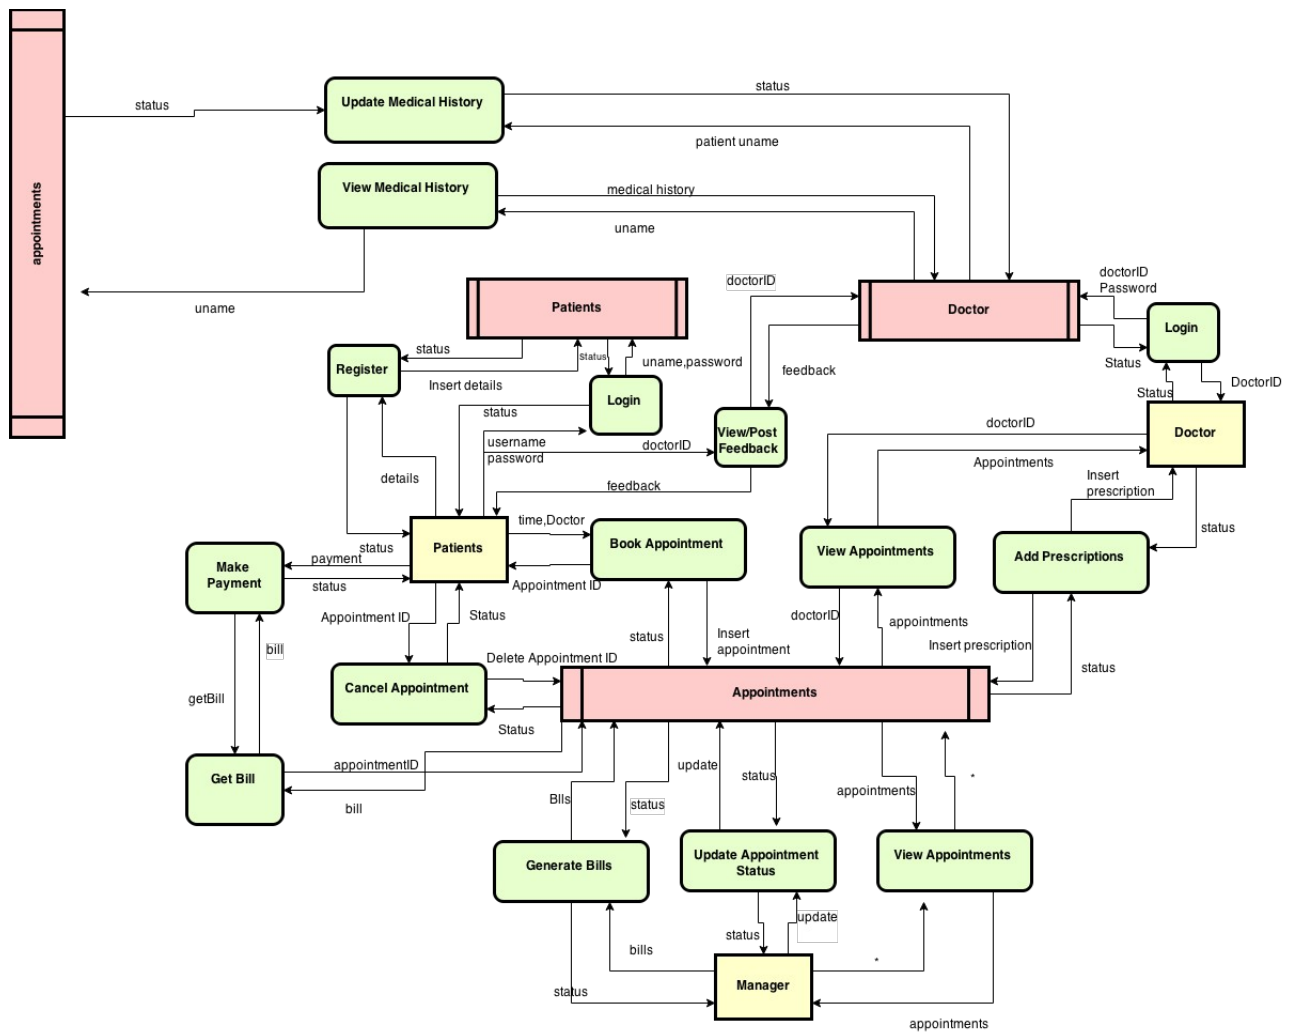 status
Update Medical History
status
patient uname
appointments
View Medical History
medical history
uname
uname
doctorID
doctorID
Password
Patients
Doctor
Login
status
Status
uname,password
Status
Register
Insert details
feedback
DoctorID
Status
Login
status
username
password
doctorID
View/Post
Feedback
doctorID
Doctor
Appointments
details
feedback
Insert
prescription
time,Doctor
status
status
Patients
Book Appointment
View Appointments
Add Prescriptions
payment
Make
Payment
status
Appointment ID
Appointment ID
Status
doctorID
appointments
status
Insert
appointment
Insert prescription
bill
Delete Appointment ID
status
Cancel Appointment
Appointments
getBill
Status
appointmentID
update
status
Get Bill
appointments
*
BIls
status
bill
Update Appointment
Status
View Appointments
Generate Bills
update
status
bills
*
Manager
status
appointments